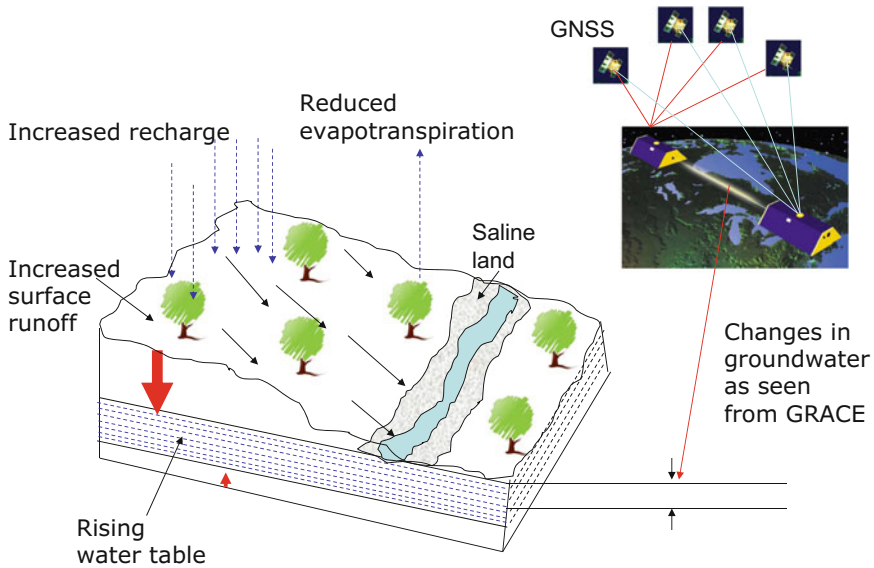 GNSS
Increased recharge
Reduced
evapotranspiration
Increased
surface
runoff
Saline
land
Changes in
groundwater
as seen
from GRACE
Rising
water table